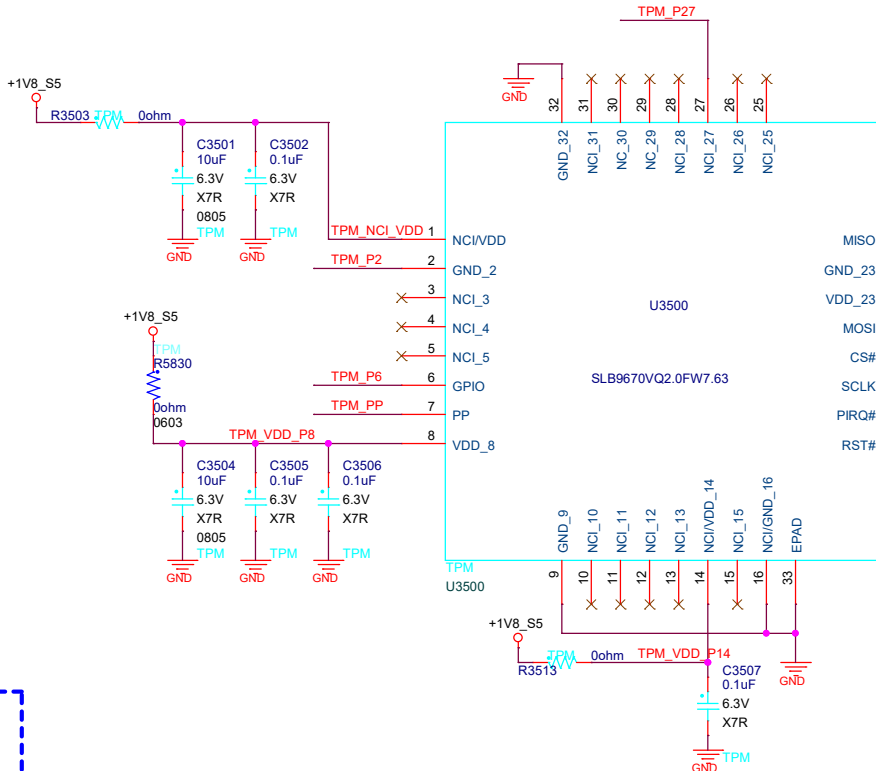 TPM_P27
+1V8_S5
R3503 TPM 0ohm
GND
32
31
30
29
28
27
26
25
GND_32
NCI_31
NC_30
NC_29
NCI_28
NCI_27
NCI_26
NCI_25
C3501
10uF
6.3V
X7R
0805
TPM
GND
C3502
0.1uF
6.3V
X7R
TPM
GND
TPM_NCI_VDD 1 NCI/VDD
TPM_P2 2 GND_2
3 NCI_3
4 NCI_4
5 NCI_5
TPM_P6 6 GPIO
TPM_PP 7 PP
TPM_VDD_P8 8 VDD_8
MISO
GND_23
VDD_23
MOSI
CS#
SCLK
PIRQ#
RST#
U3500
SLB9670VQ2.0FW7.63
+1V8_S5
TPM
R5830
0ohm
0603
C3504
10uF
6.3V
X7R
0805
TPM
GND
C3505
0.1uF
6.3V
X7R
TPM
GND
C3506
0.1uF
6.3V
X7R
TPM
GND
GND_9
NCI_10
NCI_11
NCI_12
NCI_13
NCI/VDD_14
NCI_15
NCI/GND_16
EPAD
9
10
11
12
13
14
15
16
33
TPM
U3500
+1V8_S5
R3513 TPM 0ohm TPM_VDD_P14
GND
C3507
0.1uF
6.3V
X7R
TPM
GND